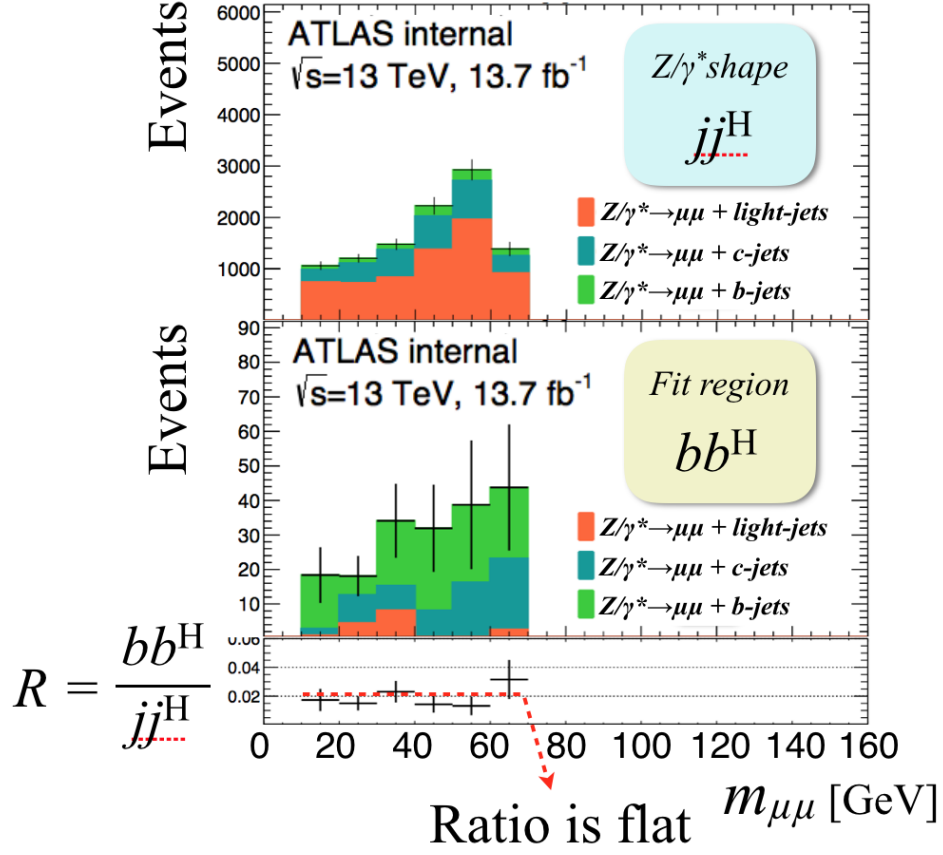 Events
6000
5000
4000
3000
2000
1000
ATLAS internal
√s=13 TeV, 13.7 fb⁻¹
Z/γ* shape
jjᴴ
Z/γ*→μμ + light-jets
Z/γ*→μμ + c-jets
Z/γ*→μμ + b-jets
Events
90
80
70
60
50
40
30
20
10
ATLAS internal
√s=13 TeV, 13.7 fb⁻¹
Fit region
bbᴴ
Z/γ*→μμ + light-jets
Z/γ*→μμ + c-jets
Z/γ*→μμ + b-jets
R = bbᴴ/jjᴴ
0.06
0.04
0.02
0 20 40 60 80 100 120 140 160
mμμ [GeV]
Ratio is flat